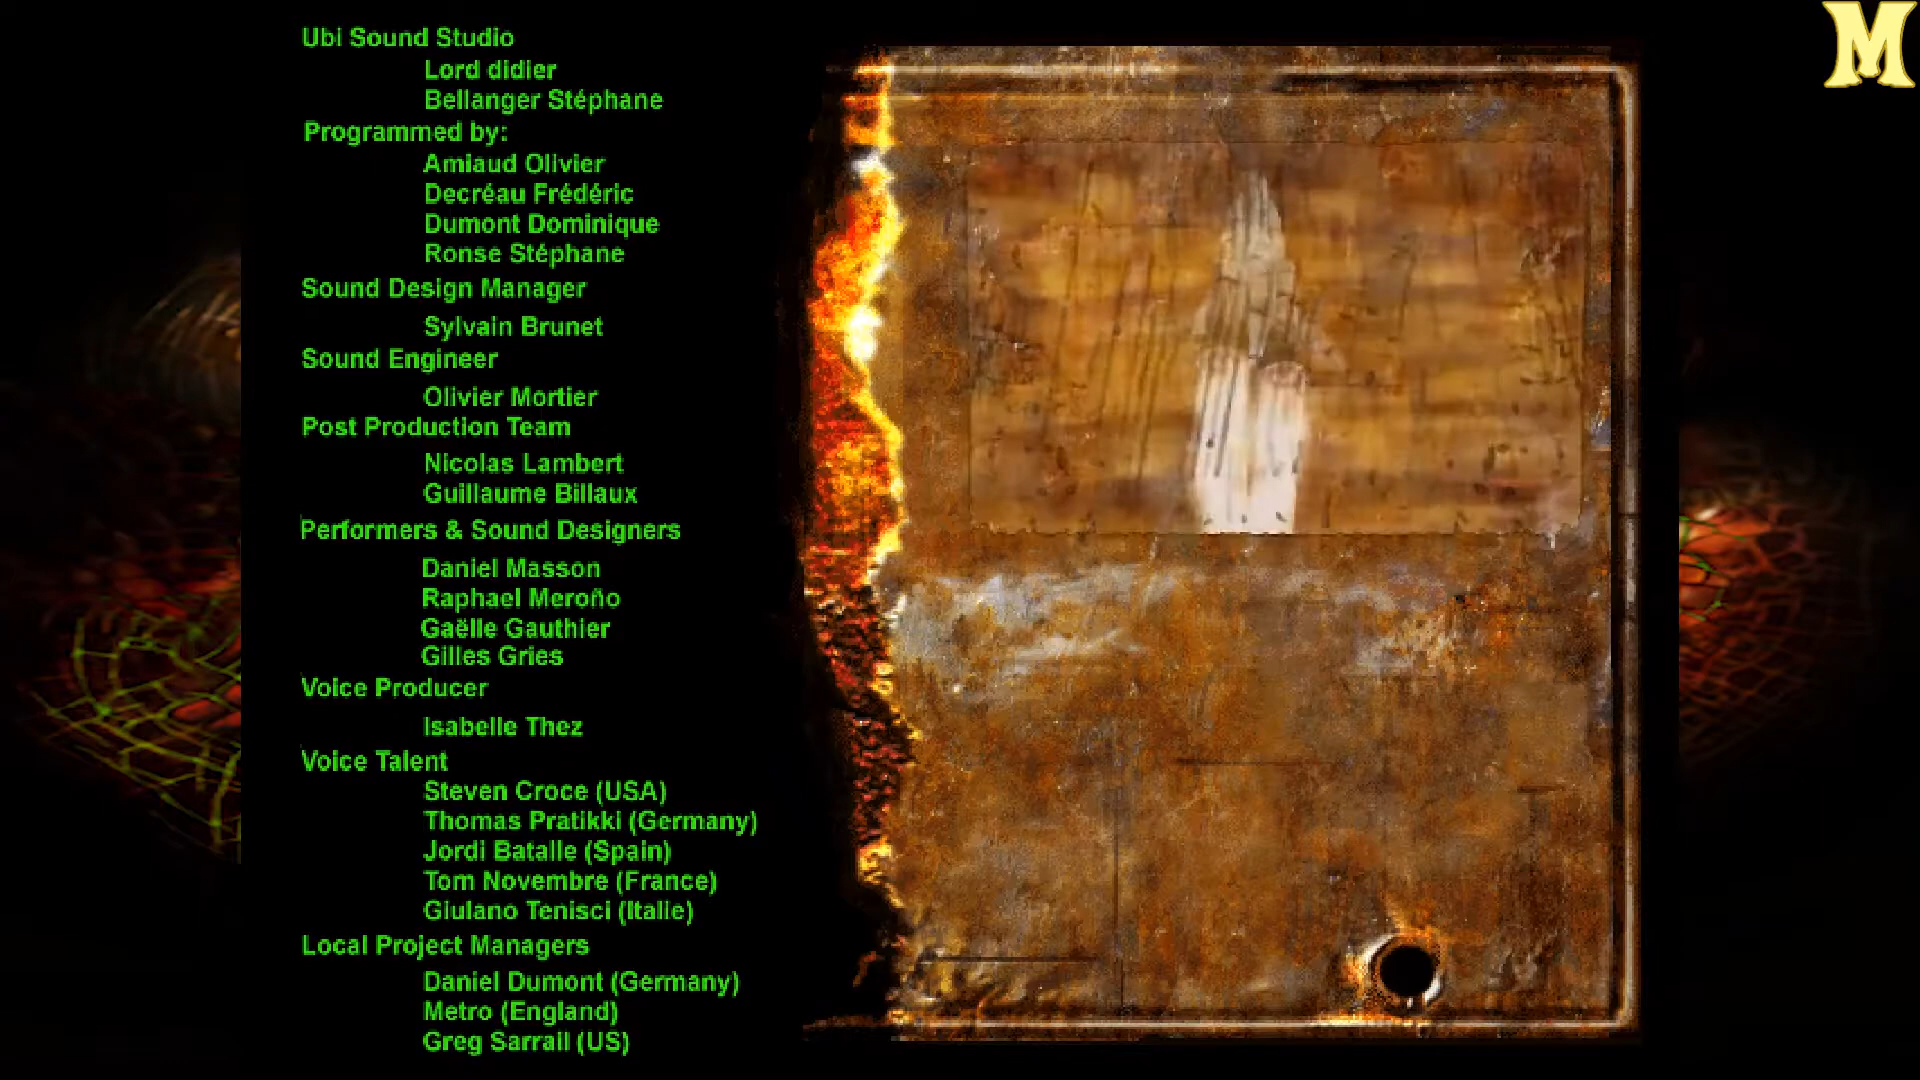 Ubi Sound Studio
Lord didier
Bellanger Stéphane
Programmed by:
Amiaud Olivier
Decréau Frédéric
Dumont Dominique
Ronse Stéphane
Sound Design Manager
Sylvain Brunet
Sound Engineer
Olivier Mortier
Post Production Team
Nicolas Lambert
Guillaume Billaux
Performers & Sound Designers
Daniel Masson
Raphael Meroño
Gaëlle Gauthier
Gilles Gries
Voice Producer
Isabelle Thez
Voice Talent
Steven Croce (USA)
Thomas Pratikki (Germany)
Jordi Batalle (Spain)
Tom Novembre (France)
Giulano Tenisci (Italie)
Local Project Managers
Daniel Dumont (Germany)
Metro (England)
Greg Sarrail (US)
M